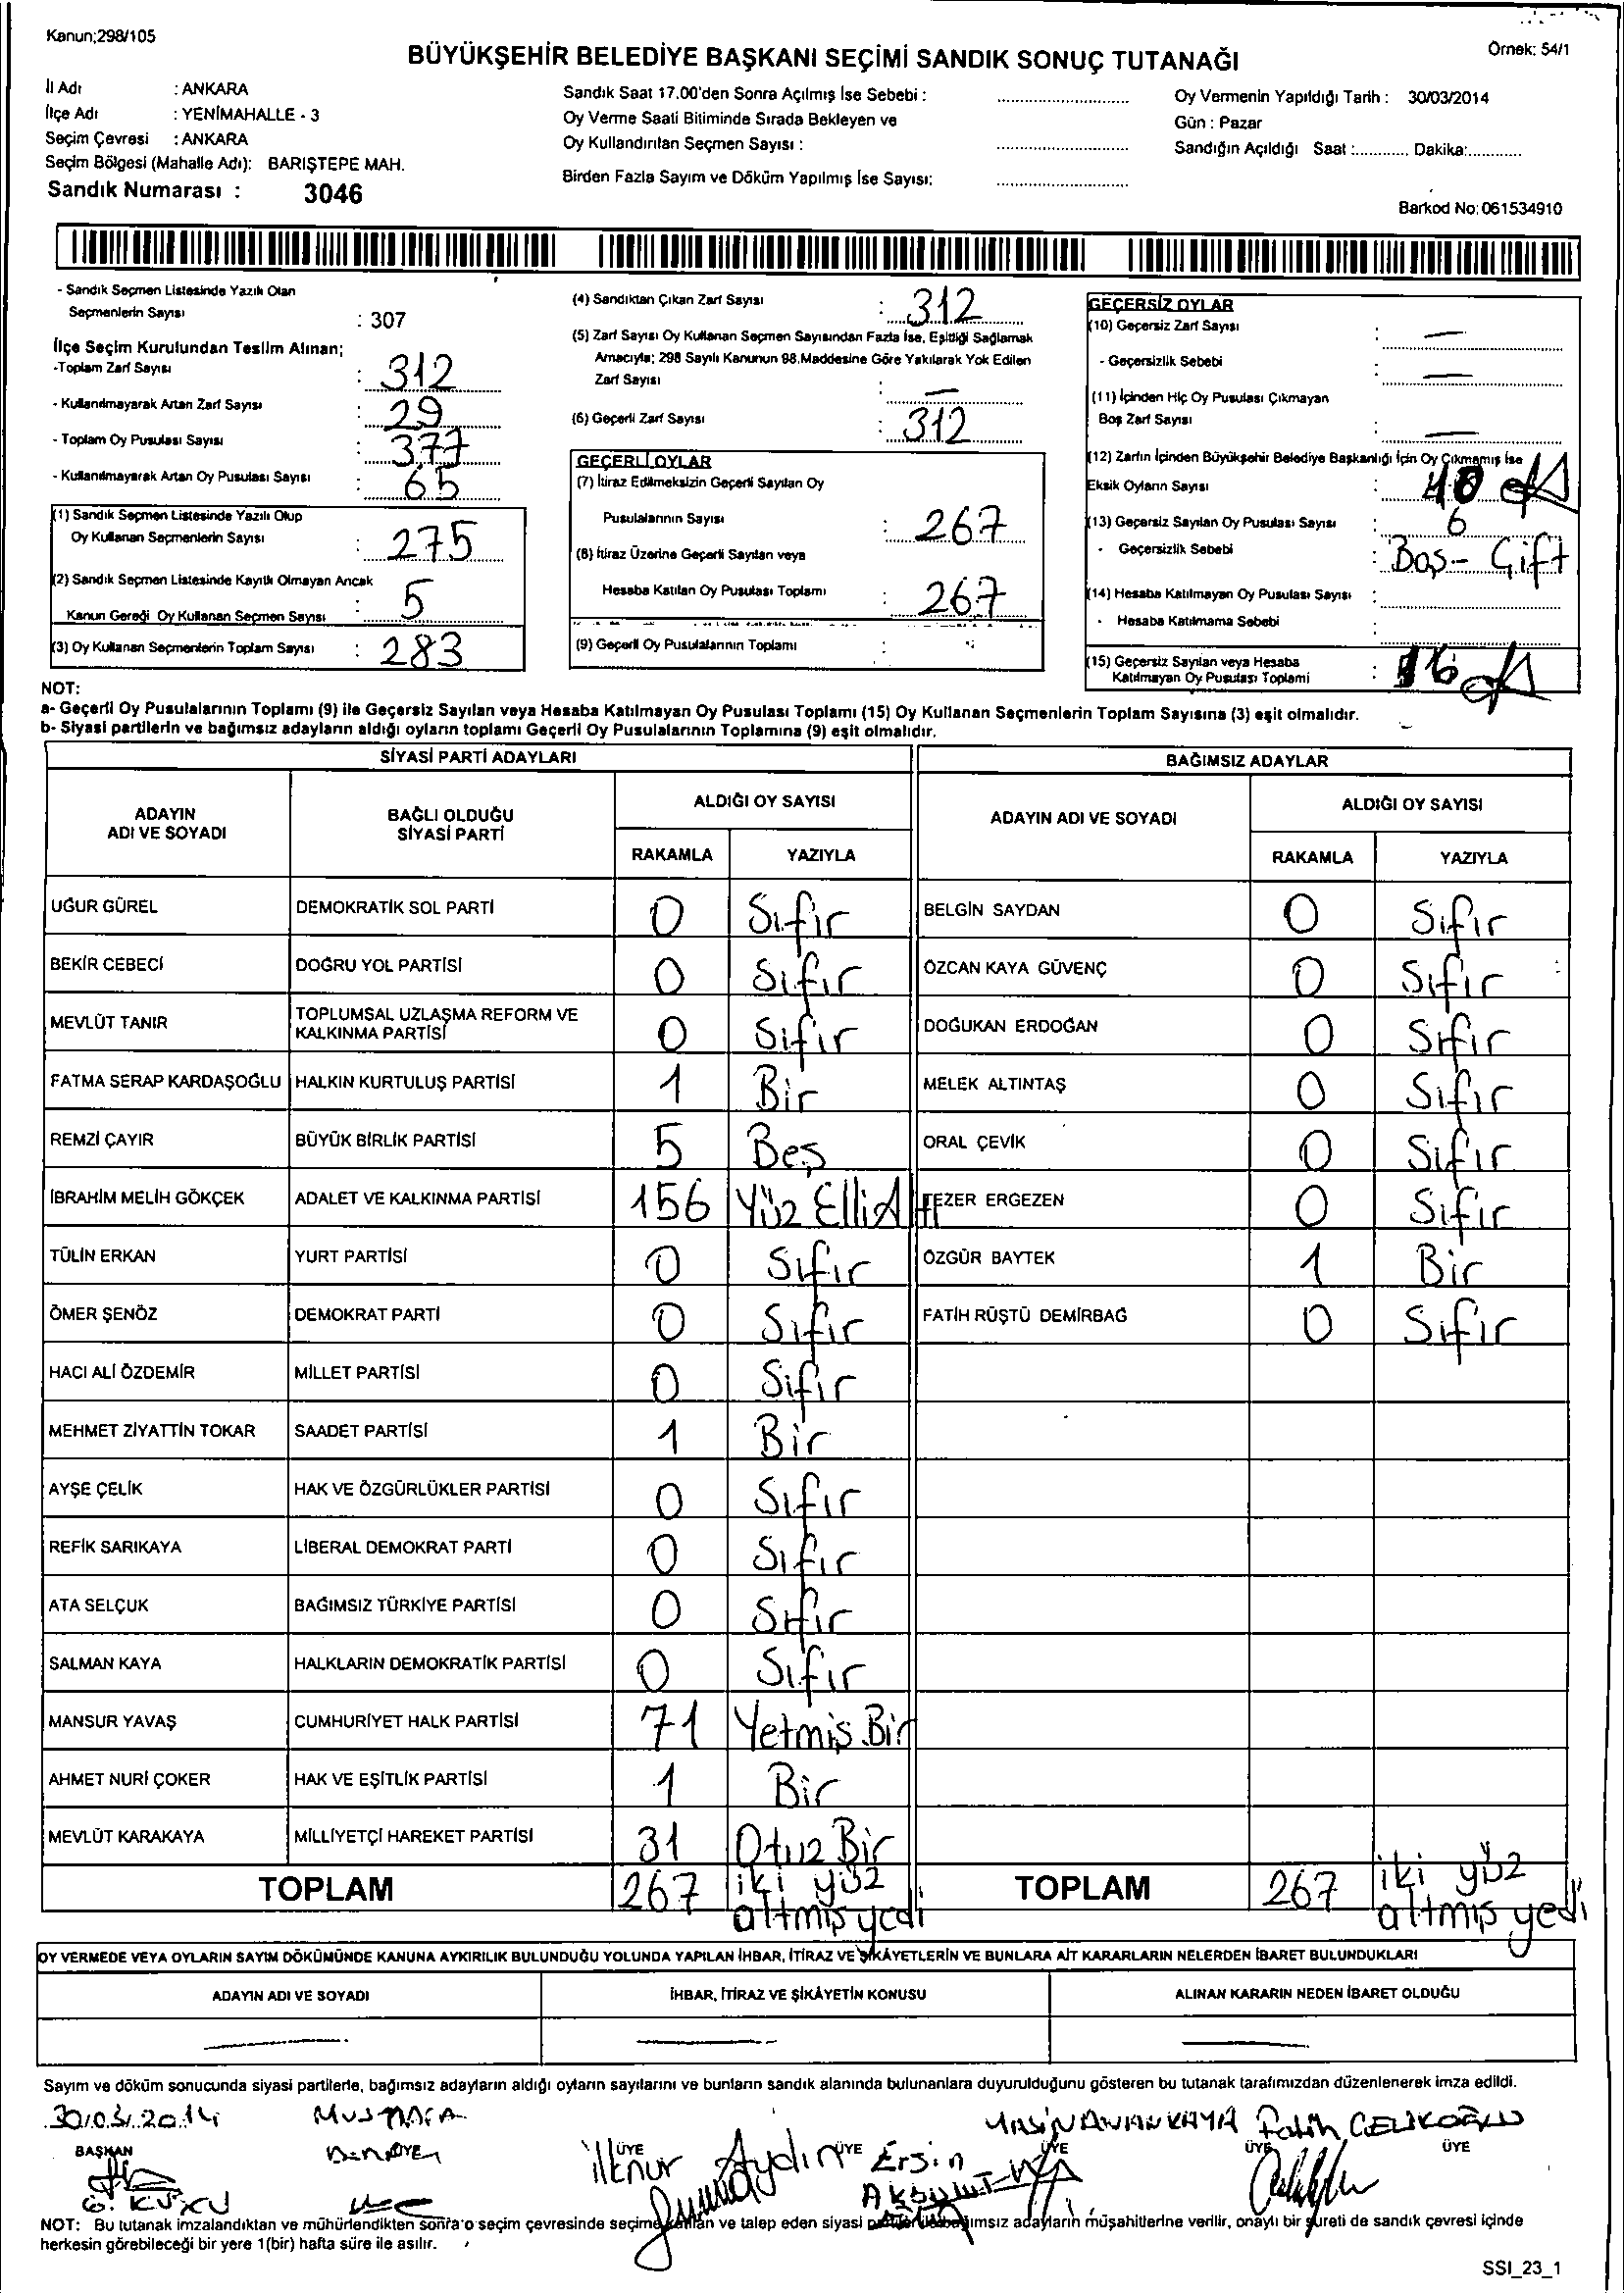 Kanun;298/105
Örnek: 54/1
BÜYÜKŞEHİR BELEDİYE BAŞKANI SEÇİMİ SANDIK SONUÇ TUTANAĞI
İl Adı : ANKARA
İlçe Adı : YENİMAHALLE - 3
Seçim Çevresi : ANKARA
Seçim Bölgesi (Mahalle Adı): BARIŞTEPE MAH.
Sandık Numarası : 3046
Sandık Saat 17.00'den Sonra Açılmış İse Sebebi :
Oy Verme Saati Bitiminde Sırada Bekleyen ve
Oy Kullandırılan Seçmen Sayısı :
Birden Fazla Sayım ve Döküm Yapılmış İse Sayısı:
Oy Vermenin Yapıldığı Tarih : 30/03/2014
Gün : Pazar
Sandığın Açıldığı Saat :........... Dakika:...........
Barkod No: 061534910
- Sandık Seçmen Listesinde Yazılı Olan
Seçmenlerin Sayısı : 307
İlçe Seçim Kurulundan Teslim Alınan;
-Toplam Zarf Sayısı : 312
- Kullanılmayarak Artan Zarf Sayısı : 29
- Toplam Oy Pusulası Sayısı : 377
- Kullanılmayarak Artan Oy Pusulası Sayısı : 65
(1) Sandık Seçmen Listesinde Yazılı Olup
Oy Kullanan Seçmenlerin Sayısı : 275
(2) Sandık Seçmen Listesinde Kayıtlı Olmayan Ancak
Kanun Gereği Oy Kullanan Seçmen Sayısı : 5
(3) Oy Kullanan Seçmenlerin Toplam Sayısı : 283
(4) Sandıktan Çıkan Zarf Sayısı : 312
(5) Zarf Sayısı Oy Kullanan Seçmen Sayısından Fazla İse, Eşitliği Sağlamak
Amacıyla; 298 Sayılı Kanunun 98.Maddesine Göre Yakılarak Yok Edilen
Zarf Sayısı : —
(6) Geçerli Zarf Sayısı : 312
GEÇERLİ OYLAR
(7) İtiraz Edilmeksizin Geçerli Sayılan Oy
Pusulalarının Sayısı : 267
(8) İtiraz Üzerine Geçerli Sayılan veya
Hesaba Katılan Oy Pusulası Toplamı : 267
(9) Geçerli Oy Pusulalarının Toplamı :
GEÇERSİZ OYLAR
(10) Geçersiz Zarf Sayısı : —
- Geçersizlik Sebebi : —
(11) İçinden Hiç Oy Pusulası Çıkmayan
Boş Zarf Sayısı : —
(12) Zarfın İçinden Büyükşehir Belediye Başkanlığı İçin Oy Çıkmamış İse
Eksik Oyların Sayısı :
(13) Geçersiz Sayılan Oy Pusulası Sayısı : 6
- Geçersizlik Sebebi : Boş- Çift
(14) Hesaba Katılmayan Oy Pusulası Sayısı :
- Hesaba Katılmama Sebebi
(15) Geçersiz Sayılan veya Hesaba
Katılmayan Oy Pusulası Toplamı : 16
NOT:
a- Geçerli Oy Pusulalarının Toplamı (9) ile Geçersiz Sayılan veya Hesaba Katılmayan Oy Pusulası Toplamı (15) Oy Kullanan Seçmenlerin Toplam Sayısına (3) eşit olmalıdır.
b- Siyasi partilerin ve bağımsız adayların aldığı oyların toplamı Geçerli Oy Pusulalarının Toplamına (9) eşit olmalıdır.
SİYASİ PARTİ ADAYLARI
BAĞIMSIZ ADAYLAR
ADAYIN ADI VE SOYADI
BAĞLI OLDUĞU SİYASİ PARTİ
ALDIĞI OY SAYISI
RAKAMLA YAZIYLA
ADAYIN ADI VE SOYADI
ALDIĞI OY SAYISI
RAKAMLA YAZIYLA
UĞUR GÜREL DEMOKRATİK SOL PARTİ 0 Sıfır BELGİN SAYDAN 0 Sıfır
BEKİR CEBECİ DOĞRU YOL PARTİSİ 0 Sıfır ÖZCAN KAYA GÜVENÇ 0 Sıfır
MEVLÜT TANIR TOPLUMSAL UZLAŞMA REFORM VE KALKINMA PARTİSİ 0 Sıfır DOĞUKAN ERDOĞAN 0 Sıfır
FATMA SERAP KARDAŞOĞLU HALKIN KURTULUŞ PARTİSİ 1 Bir MELEK ALTINTAŞ 0 Sıfır
REMZİ ÇAYIR BÜYÜK BİRLİK PARTİSİ 5 Beş ORAL ÇEVİK 0 Sıfır
İBRAHİM MELİH GÖKÇEK ADALET VE KALKINMA PARTİSİ 156 Yüz Elli Altı TEZER ERGEZEN 0 Sıfır
TÜLİN ERKAN YURT PARTİSİ 0 Sıfır ÖZGÜR BAYTEK 1 Bir
ÖMER ŞENÖZ DEMOKRAT PARTİ 0 Sıfır FATİH RÜŞTÜ DEMİRBAĞ 0 Sıfır
HACI ALİ ÖZDEMİR MİLLET PARTİSİ 0 Sıfır
MEHMET ZİYATTİN TOKAR SAADET PARTİSİ 1 Bir
AYŞE ÇELİK HAK VE ÖZGÜRLÜKLER PARTİSİ 0 Sıfır
REFİK SARIKAYA LİBERAL DEMOKRAT PARTİ 0 Sıfır
ATA SELÇUK BAĞIMSIZ TÜRKİYE PARTİSİ 0 Sıfır
SALMAN KAYA HALKLARIN DEMOKRATİK PARTİSİ 0 Sıfır
MANSUR YAVAŞ CUMHURİYET HALK PARTİSİ 71 Yetmiş Bir
AHMET NURİ ÇOKER HAK VE EŞİTLİK PARTİSİ 1 Bir
MEVLÜT KARAKAYA MİLLİYETÇİ HAREKET PARTİSİ 31 Otuz Bir
TOPLAM 267 iki yüz altmış yedi TOPLAM 267 iki yüz altmış yedi
OY VERMEDE VEYA OYLARIN SAYIM DÖKÜMÜNDE KANUNA AYKIRILIK BULUNDUĞU YOLUNDA YAPILAN İHBAR, İTİRAZ VE ŞİKÂYETLERİN VE BUNLARA AİT KARARLARIN NELERDEN İBARET BULUNDUKLARI
ADAYIN ADI VE SOYADI İHBAR, İTİRAZ VE ŞİKÂYETİN KONUSU ALINAN KARARIN NEDEN İBARET OLDUĞU
Sayım ve döküm sonucunda siyasi partilerle, bağımsız adayların aldığı oyların sayılarını ve bunların sandık alanında bulunanlara duyurulduğunu gösteren bu tutanak tarafımızdan düzenlenerek imza edildi.
30.03.2014 MUSTAFA Fatih ÇELİKOĞLU
BAŞKAN ÜYE ÜYE ÜYE ÜYE ÜYE ÜYE
ilknur Aydın Ersin
NOT: Bu tutanak imzalandıktan ve mühürlendikten sonra o seçim çevresinde seçime katılan ve talep eden siyasi partiler ve bağımsız adayların müşahitlerine verilir, onaylı bir sureti de sandık çevresi içinde
herkesin görebileceği bir yere 1(bir) hafta süre ile asılır.
SSI_23_1